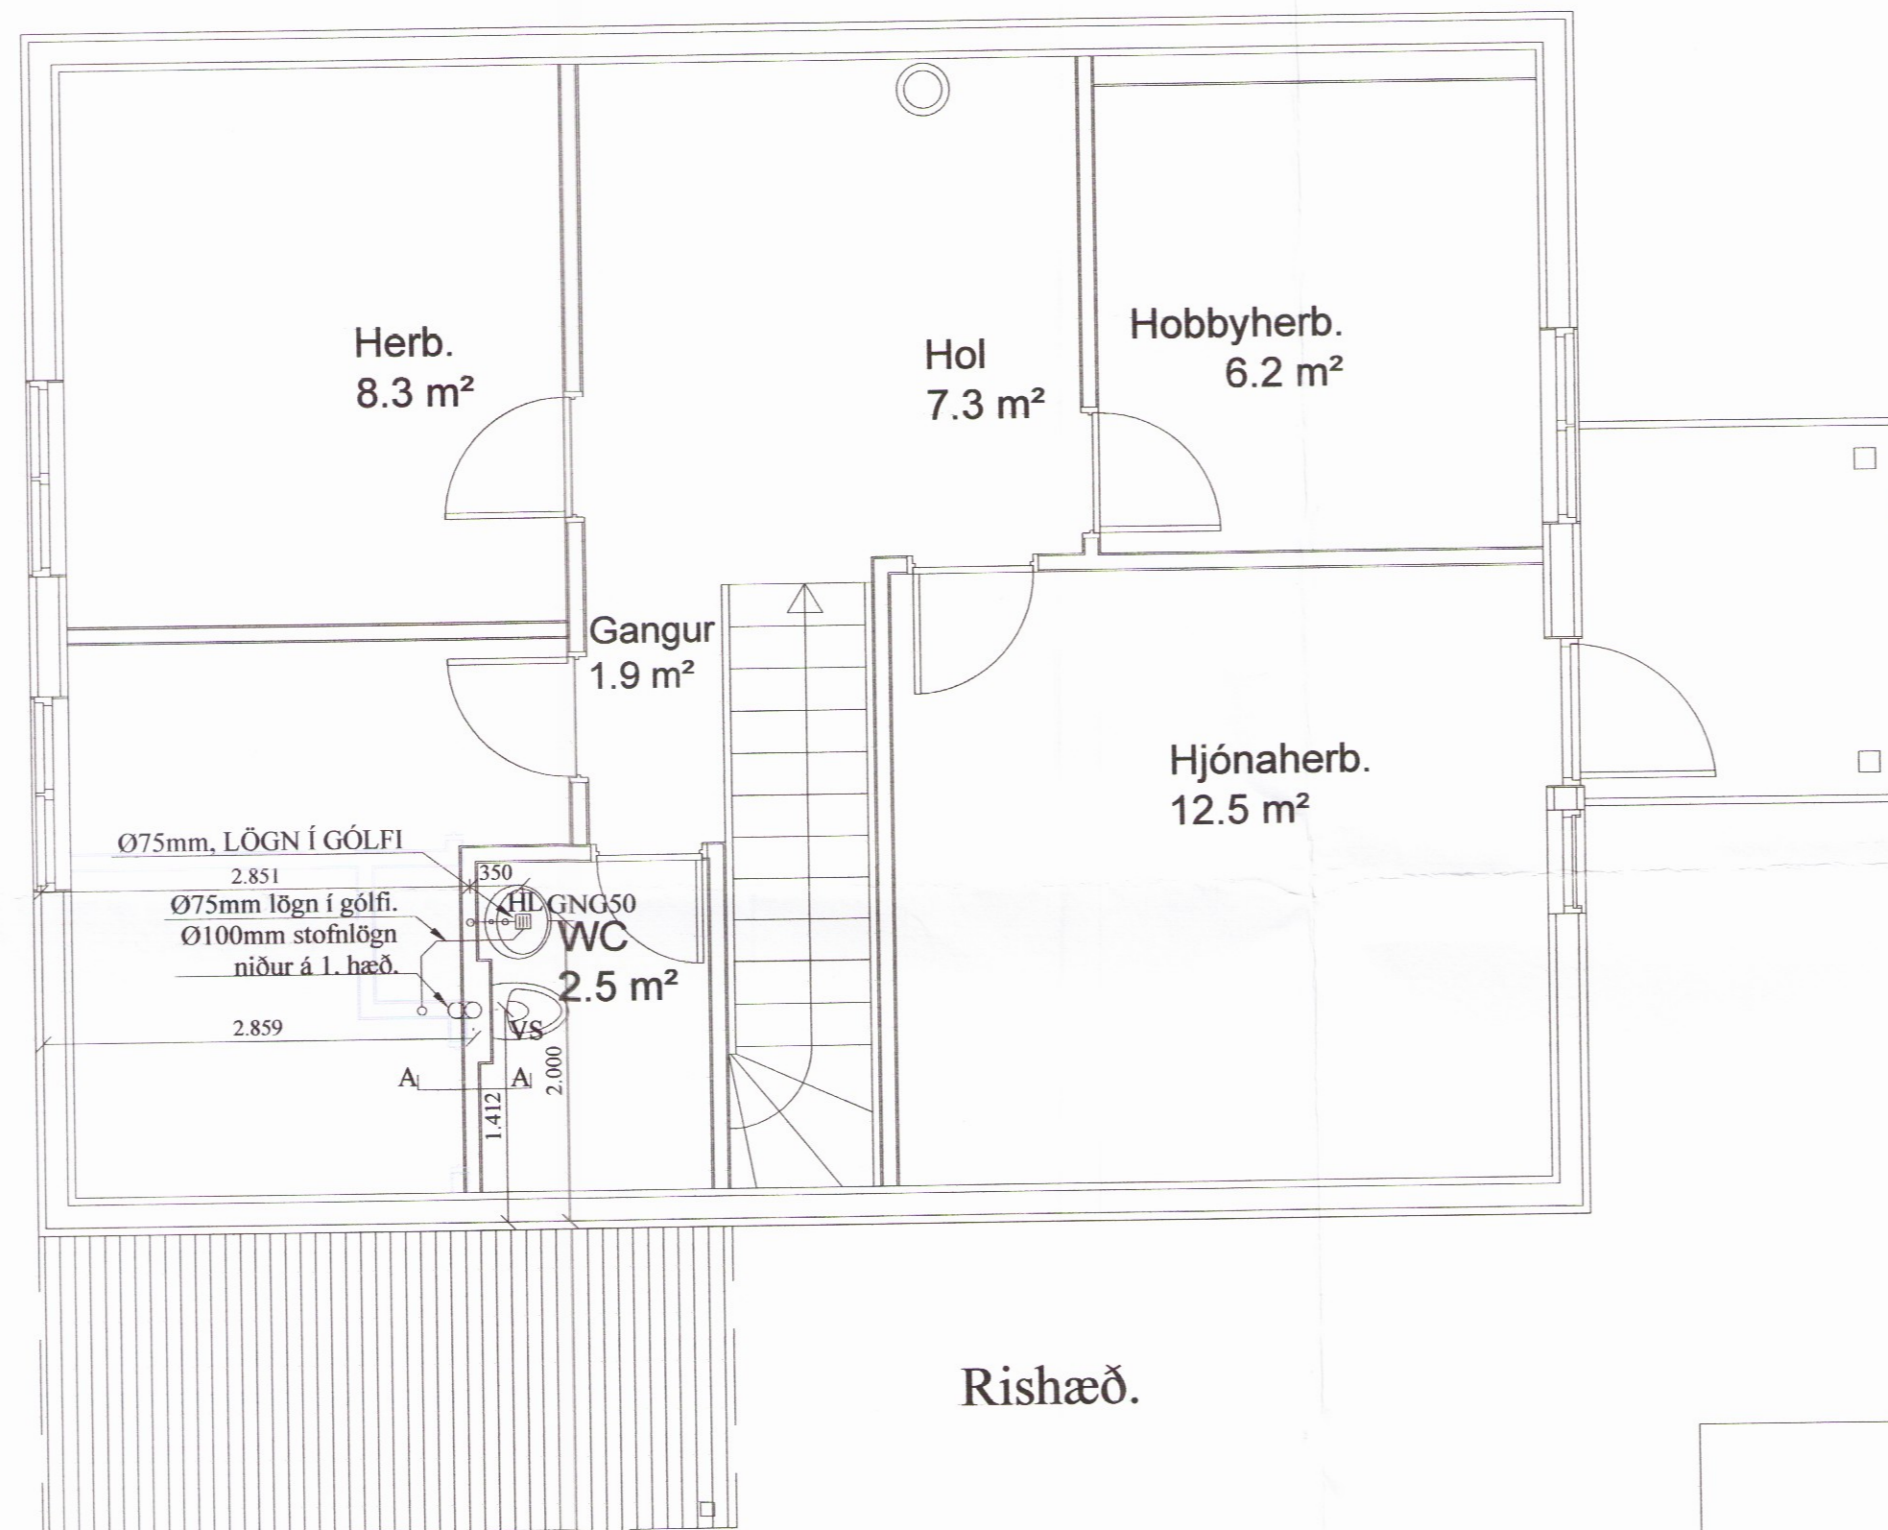 Herb.
8.3 m²
Hol
7.3 m²
Hobbyherb.
6.2 m²
Gangur
1.9 m²
Hjónaherb.
12.5 m²
Ø75mm, LÖGN Í GÓLFI
2.851
350
Ø75mm lögn í gólfi.
HL GNG50
Ø100mm stofnlögn
niður á 1. hæð.
WC
2.5 m²
VS
2.859
A
A
1.412
2.000
Rishæð.